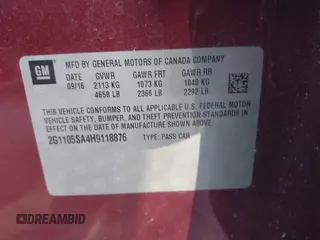 GM
MFD BY GENERAL MOTORS OF CANADA COMPANY
09/16 GVWR GAWR FRT GAWR RR
2113 KG 1073 KG 1040 KG
4658 LB 2366 LB 2292 LB
THIS VEHICLE CONFORMS TO ALL APPLICABLE U.S. FEDERAL
MOTOR VEHICLE SAFETY, BUMPER, AND THEFT PREVENTION
STANDARDS IN EFFECT ON THE DATE OF MANUFACTURE
SHOWN ABOVE.
2G1105SA4H9118876 TYPE: PASS CAR
DREAMBID